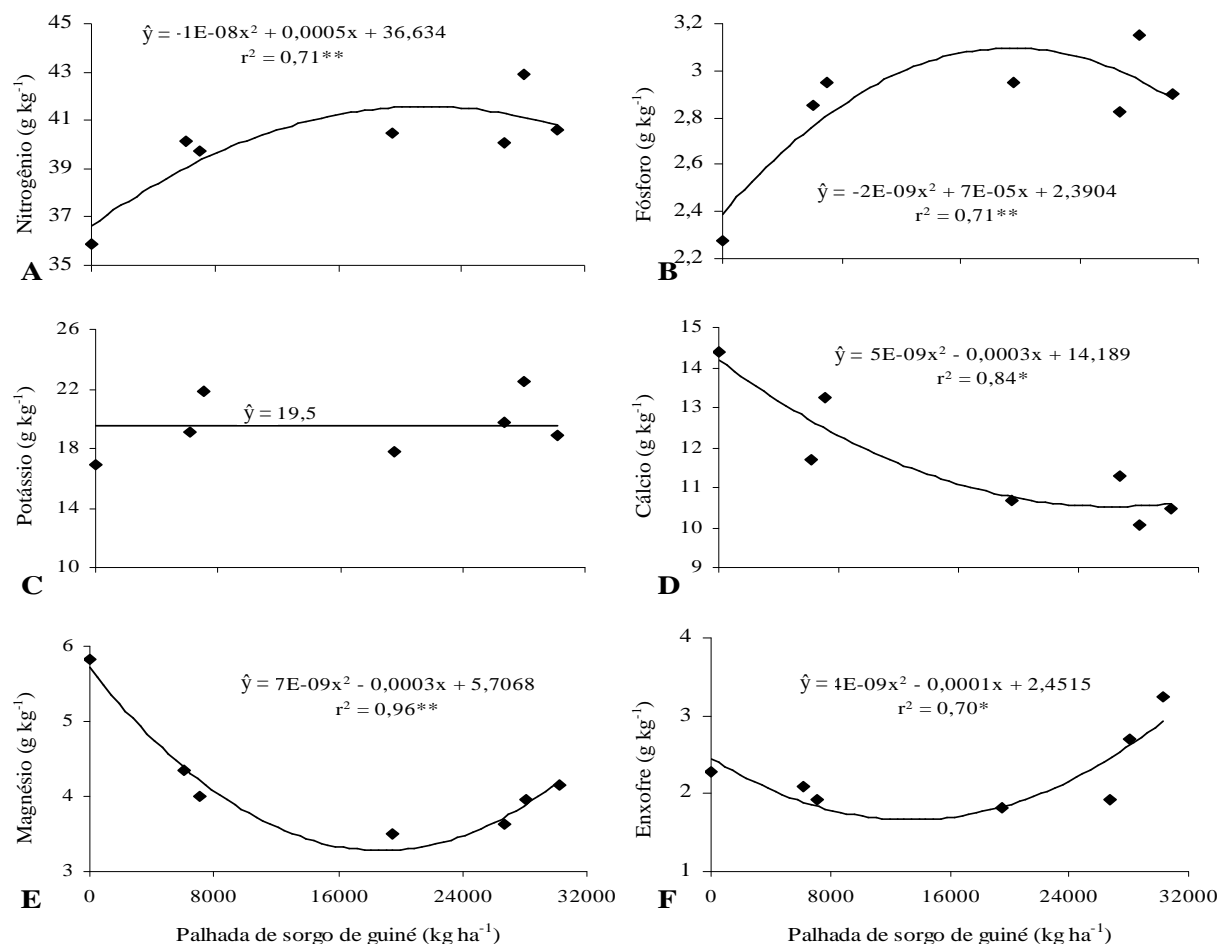 45
43
41
39
37
35
Nitrogênio (g kg⁻¹)
ŷ = -1E-08x² + 0,0005x + 36,634
r² = 0,71**
A
3,2
3
2,8
2,6
2,4
2,2
Fósforo (g kg⁻¹)
ŷ = -2E-09x² + 7E-05x + 2,3904
r² = 0,71**
B
26
22
18
14
10
Potássio (g kg⁻¹)
ŷ = 19,5
C
15
14
13
12
11
10
9
Cálcio (g kg⁻¹)
ŷ = 5E-09x² - 0,0003x + 14,189
r² = 0,84*
D
6
5
4
3
Magnésio (g kg⁻¹)
ŷ = 7E-09x² - 0,0003x + 5,7068
r² = 0,96**
E
0 8000 16000 24000 32000
Palhada de sorgo de guiné (kg ha⁻¹)
4
3
2
1
Enxofre (g kg⁻¹)
ŷ = 4E-09x² - 0,0001x + 2,4515
r² = 0,70*
F
0 8000 16000 24000 32000
Palhada de sorgo de guiné (kg ha⁻¹)